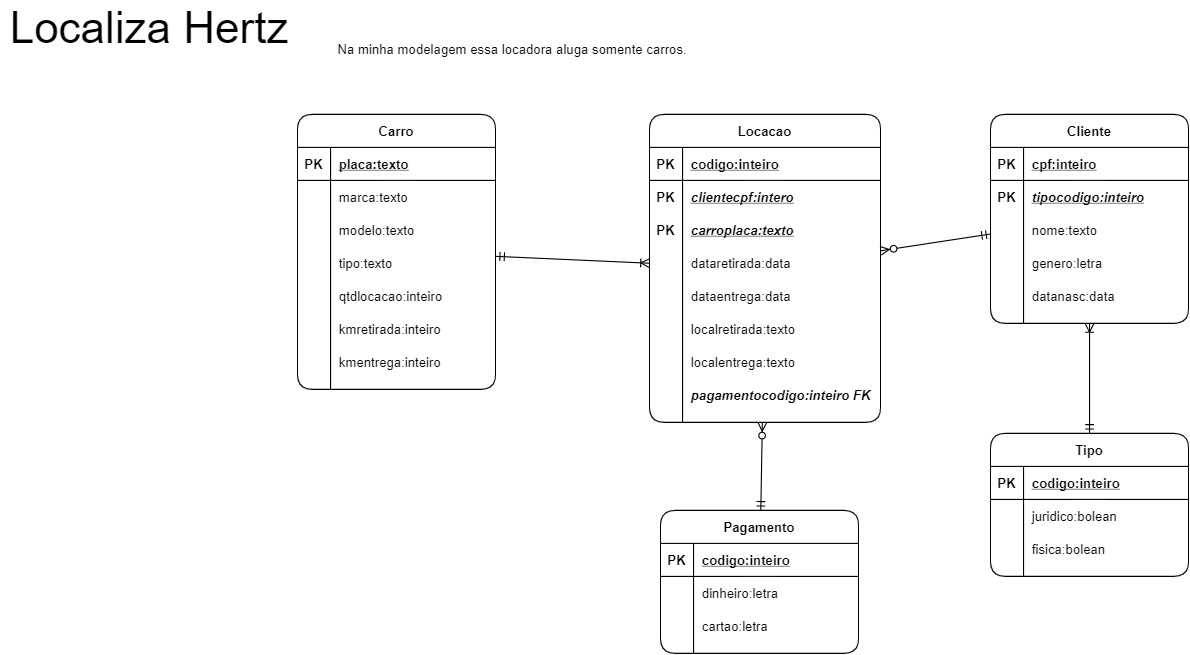 Localiza Hertz
Na minha modelagem essa locadora aluga somente carros.
Carro
PK placa:texto
marca:texto
modelo:texto
tipo:texto
qtdlocacao:inteiro
kmretirada:inteiro
kmentrega:inteiro
Locacao
PK codigo:inteiro
PK clientecpf:intero
PK carroplaca:texto
dataretirada:data
dataentrega:data
localretirada:texto
localentrega:texto
pagamentocodigo:inteiro FK
Cliente
PK cpf:inteiro
PK tipocodigo:inteiro
nome:texto
genero:letra
datanasc:data
Pagamento
PK codigo:inteiro
dinheiro:letra
cartao:letra
Tipo
PK codigo:inteiro
juridico:bolean
fisica:bolean